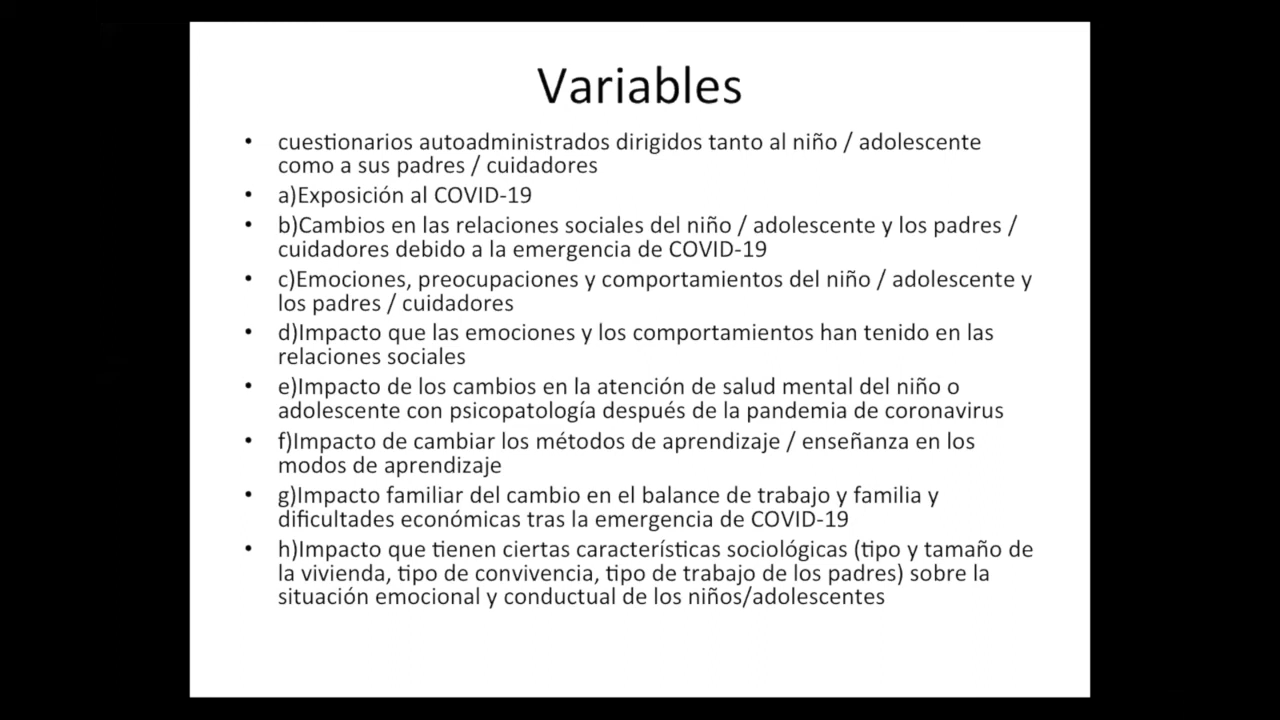 Variables
• cuestionarios autoadministrados dirigidos tanto al niño / adolescente
como a sus padres / cuidadores
• a)Exposición al COVID-19
• b)Cambios en las relaciones sociales del niño / adolescente y los padres /
cuidadores debido a la emergencia de COVID-19
• c)Emociones, preocupaciones y comportamientos del niño / adolescente y
los padres / cuidadores
• d)Impacto que las emociones y los comportamientos han tenido en las
relaciones sociales
• e)Impacto de los cambios en la atención de salud mental del niño o
adolescente con psicopatología después de la pandemia de coronavirus
• f)Impacto de cambiar los métodos de aprendizaje / enseñanza en los
modos de aprendizaje
• g)Impacto familiar del cambio en el balance de trabajo y familia y
dificultades económicas tras la emergencia de COVID-19
• h)Impacto que tienen ciertas características sociológicas (tipo y tamaño de
la vivienda, tipo de convivencia, tipo de trabajo de los padres) sobre la
situación emocional y conductual de los niños/adolescentes